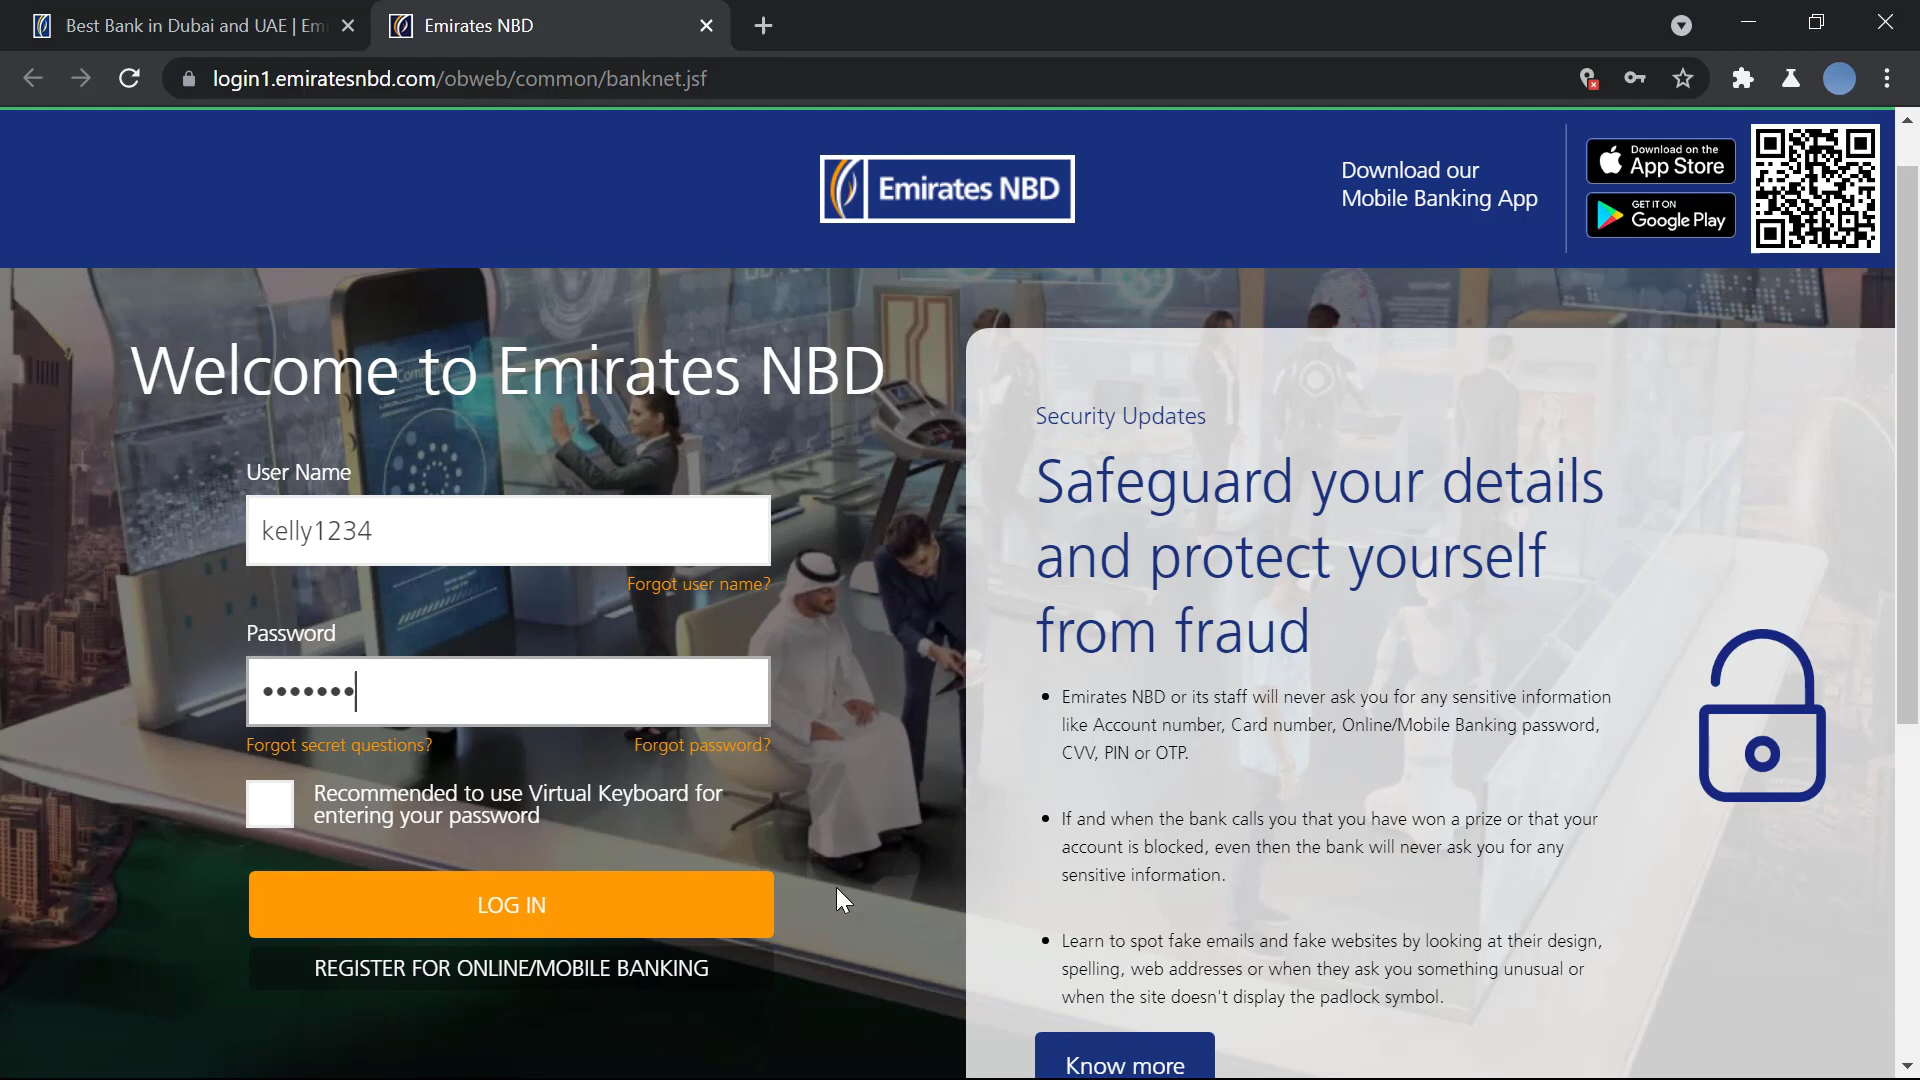 Best Bank in Dubai and UAE | Em
Emirates NBD
login1.emiratesnbd.com/obweb/common/banknet.jsf
Emirates NBD
Download our
Mobile Banking App
Download on the
App Store
GET IT ON
Google Play
Welcome to Emirates NBD
User Name
kelly1234
Forgot user name?
Password
•••••••
Forgot secret questions?
Forgot password?
Recommended to use Virtual Keyboard for
entering your password
LOG IN
REGISTER FOR ONLINE/MOBILE BANKING
Security Updates
Safeguard your details
and protect yourself
from fraud
• Emirates NBD or its staff will never ask you for any sensitive information
like Account number, Card number, Online/Mobile Banking password,
CVV, PIN or OTP.
• If and when the bank calls you that you have won a prize or that your
account is blocked, even then the bank will never ask you for any
sensitive information.
• Learn to spot fake emails and fake websites by looking at their design,
spelling, web addresses or when they ask you something unusual or
when the site doesn't display the padlock symbol.
Know more